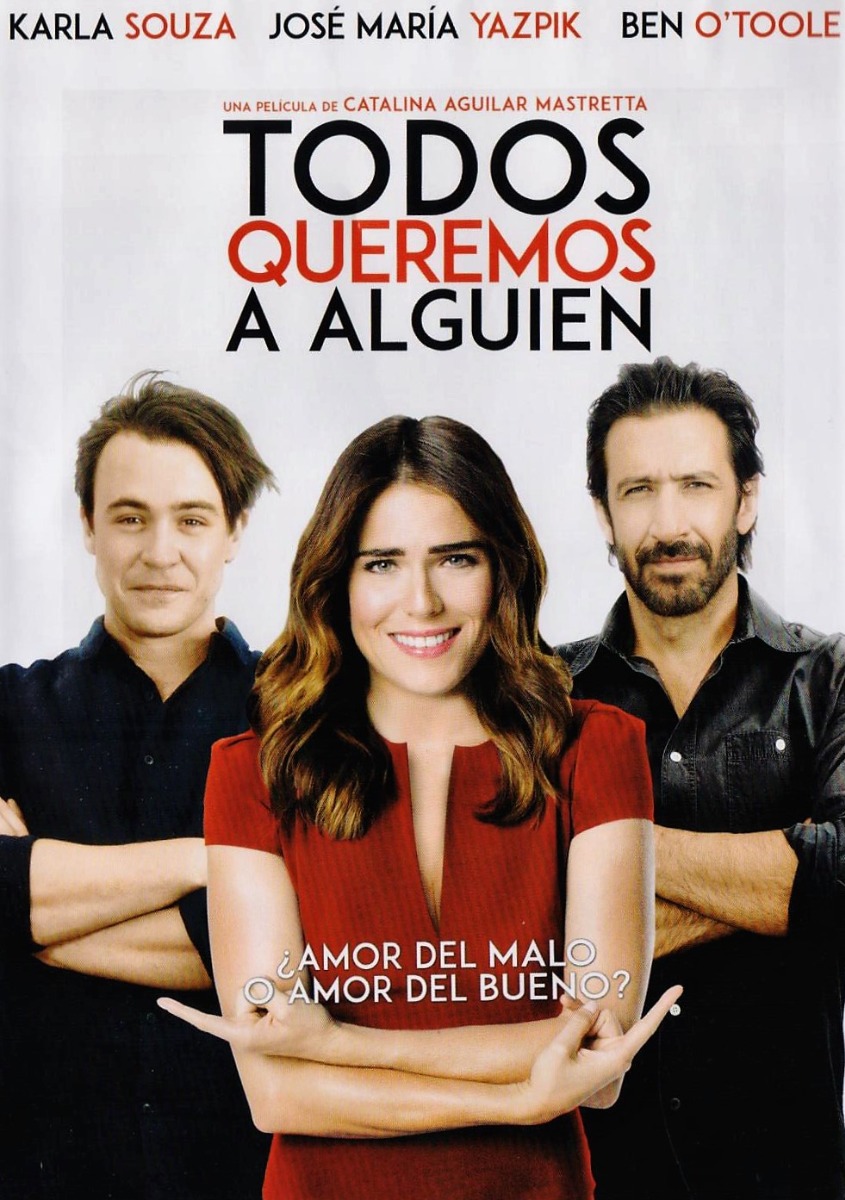 KARLA SOUZA JOSÉ MARÍA YAZPIK BEN O'TOOLE
UNA PELÍCULA DE CATALINA AGUILAR MASTRETTA
TODOS
QUEREMOS
A ALGUIEN
¿AMOR DEL MALO
O AMOR DEL BUENO?